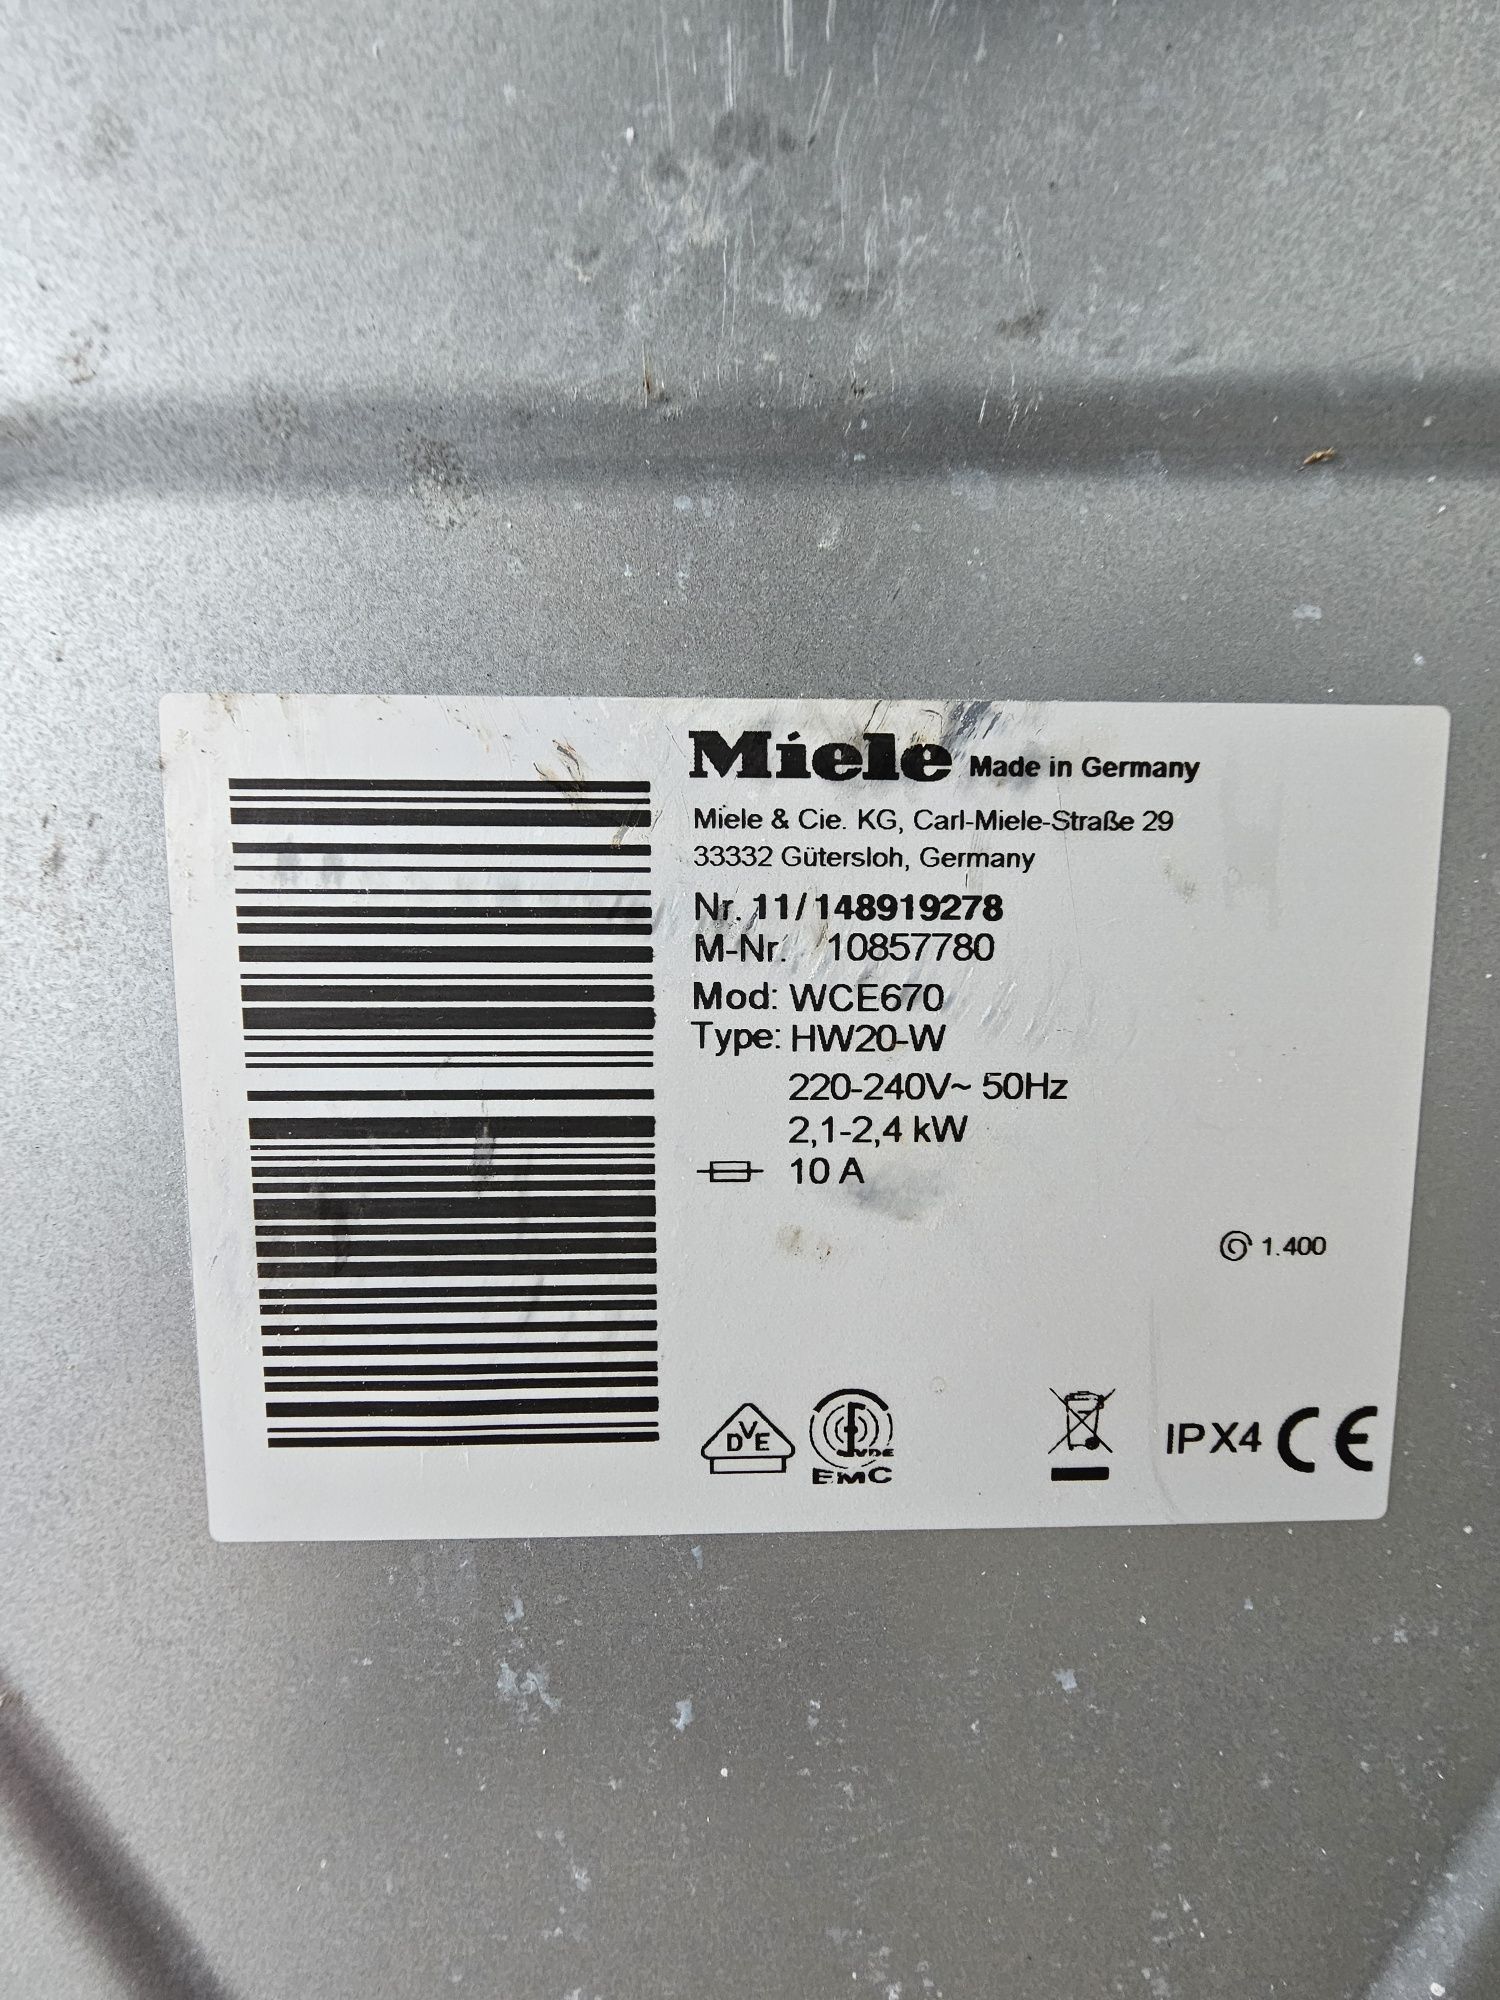 Miele Made in Germany
Miele & Cie. KG, Carl-Miele-Straße 29
33332 Gütersloh, Germany
Nr. 11/148919278
M-Nr. 10857780
Mod: WCE670
Type: HW20-W
220-240V~ 50Hz
2,1-2,4 kW
10 A
1.400
DVE
VDE
EMC
IPX4 CE